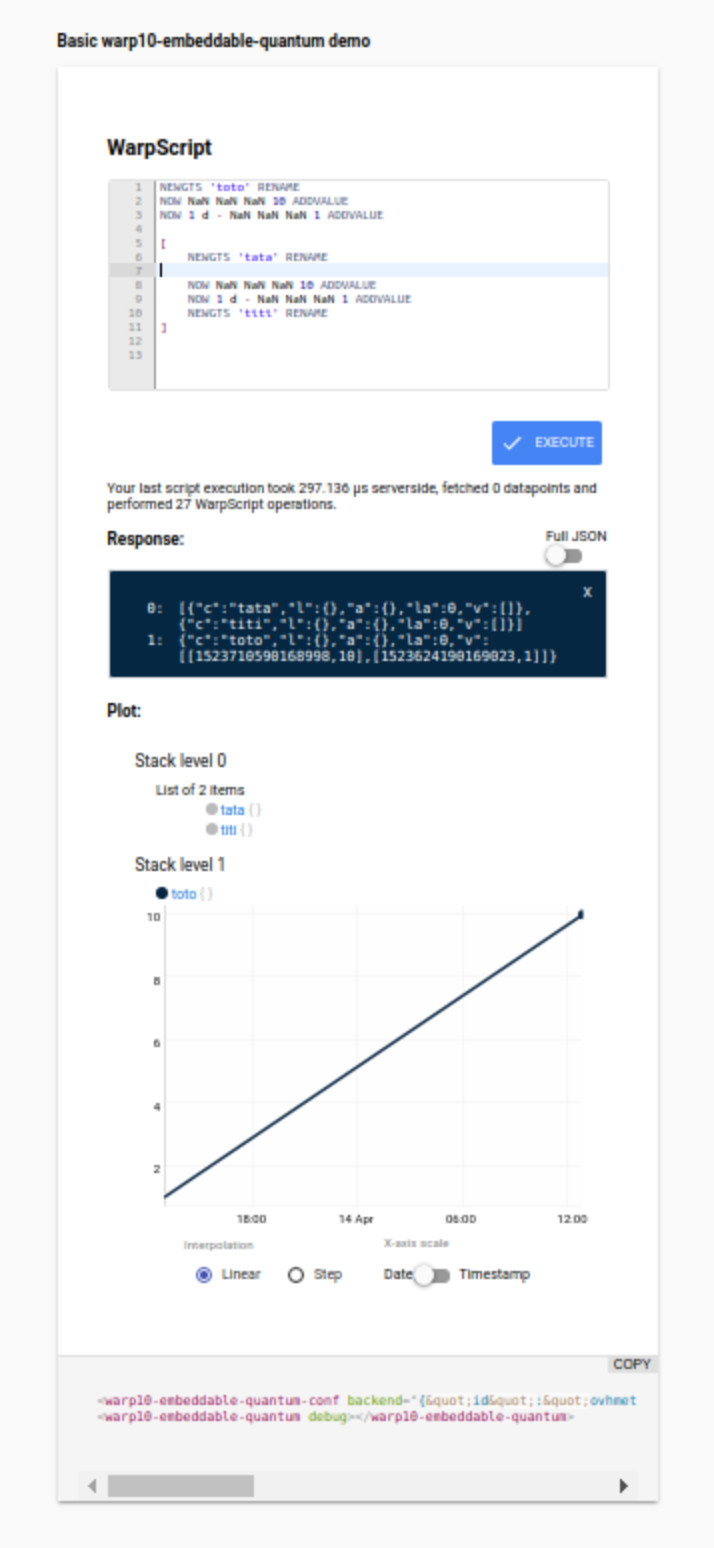 Basic warp10-embeddable-quantum demo
WarpScript
1 NEWGTS 'toto' RENAME
2 NOW NaN NaN NaN 10 ADDVALUE
3 NOW 1 d - NaN NaN NaN 1 ADDVALUE
4
5 [
6 NEWGTS 'tata' RENAME
7
8 NOW NaN NaN NaN 10 ADDVALUE
9 NOW 1 d - NaN NaN NaN 1 ADDVALUE
10 NEWGTS 'titi' RENAME
11 ]
12
13
EXECUTE
Your last script execution took 297.136 µs serverside, fetched 0 datapoints and
performed 27 WarpScript operations.
Response:
Full JSON
X
0: [{"c":"tata","l":{},"a":{},"la":0,"v":[]},
{"c":"titi","l":{},"a":{},"la":0,"v":[]}]
1: {"c":"toto","l":{},"a":{},"la":0,"v":
[[1523710590168998,10],[1523624190169023,1]]}
Plot:
Stack level 0
List of 2 items
tata {}
titi {}
Stack level 1
toto {}
10
8
6
4
2
18:00 14 Apr 06:00 12:00
Interpolation X-axis scale
Linear Step Date Timestamp
COPY
<warp10-embeddable-quantum-conf backend="{&quot;id&quot;:&quot;ovhmet
<warp10-embeddable-quantum debug></warp10-embeddable-quantum>